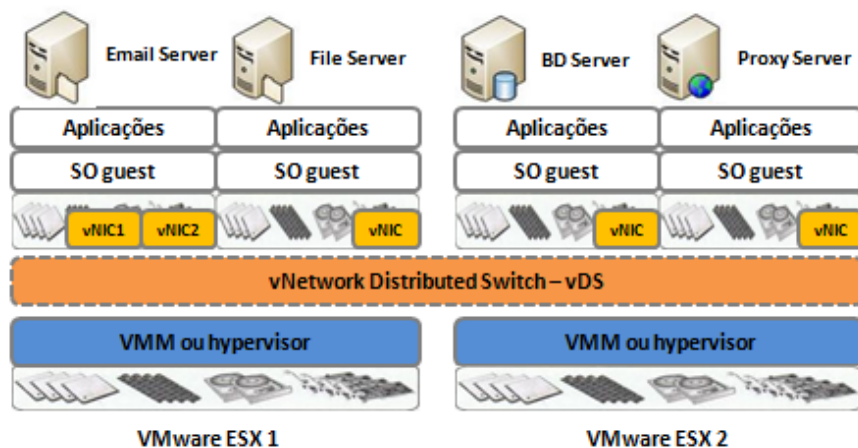 Email Server File Server BD Server Proxy Server
Aplicações Aplicações Aplicações Aplicações
SO guest SO guest SO guest SO guest
vNIC1 vNIC2 vNIC vNIC vNIC
vNetwork Distributed Switch – vDS
VMM ou hypervisor VMM ou hypervisor
VMware ESX 1 VMware ESX 2